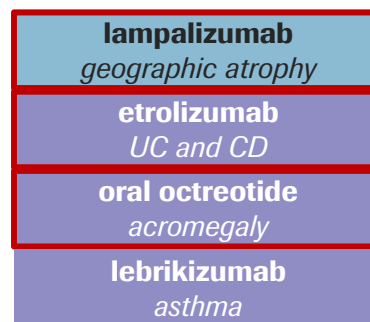 lampalizumab
geographic atrophy
etrolizumab
UC and CD
oral octreotide
acromegaly
lebrikizumab
asthma